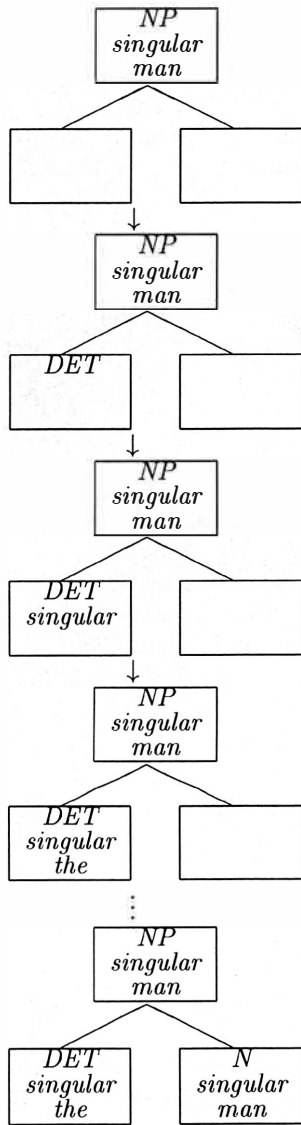 NP
singular
man
↓
NP
singular
man
DET
↓
NP
singular
man
DET
singular
↓
NP
singular
man
DET
singular
the
⋮
NP
singular
man
DET N
singular singular
the man